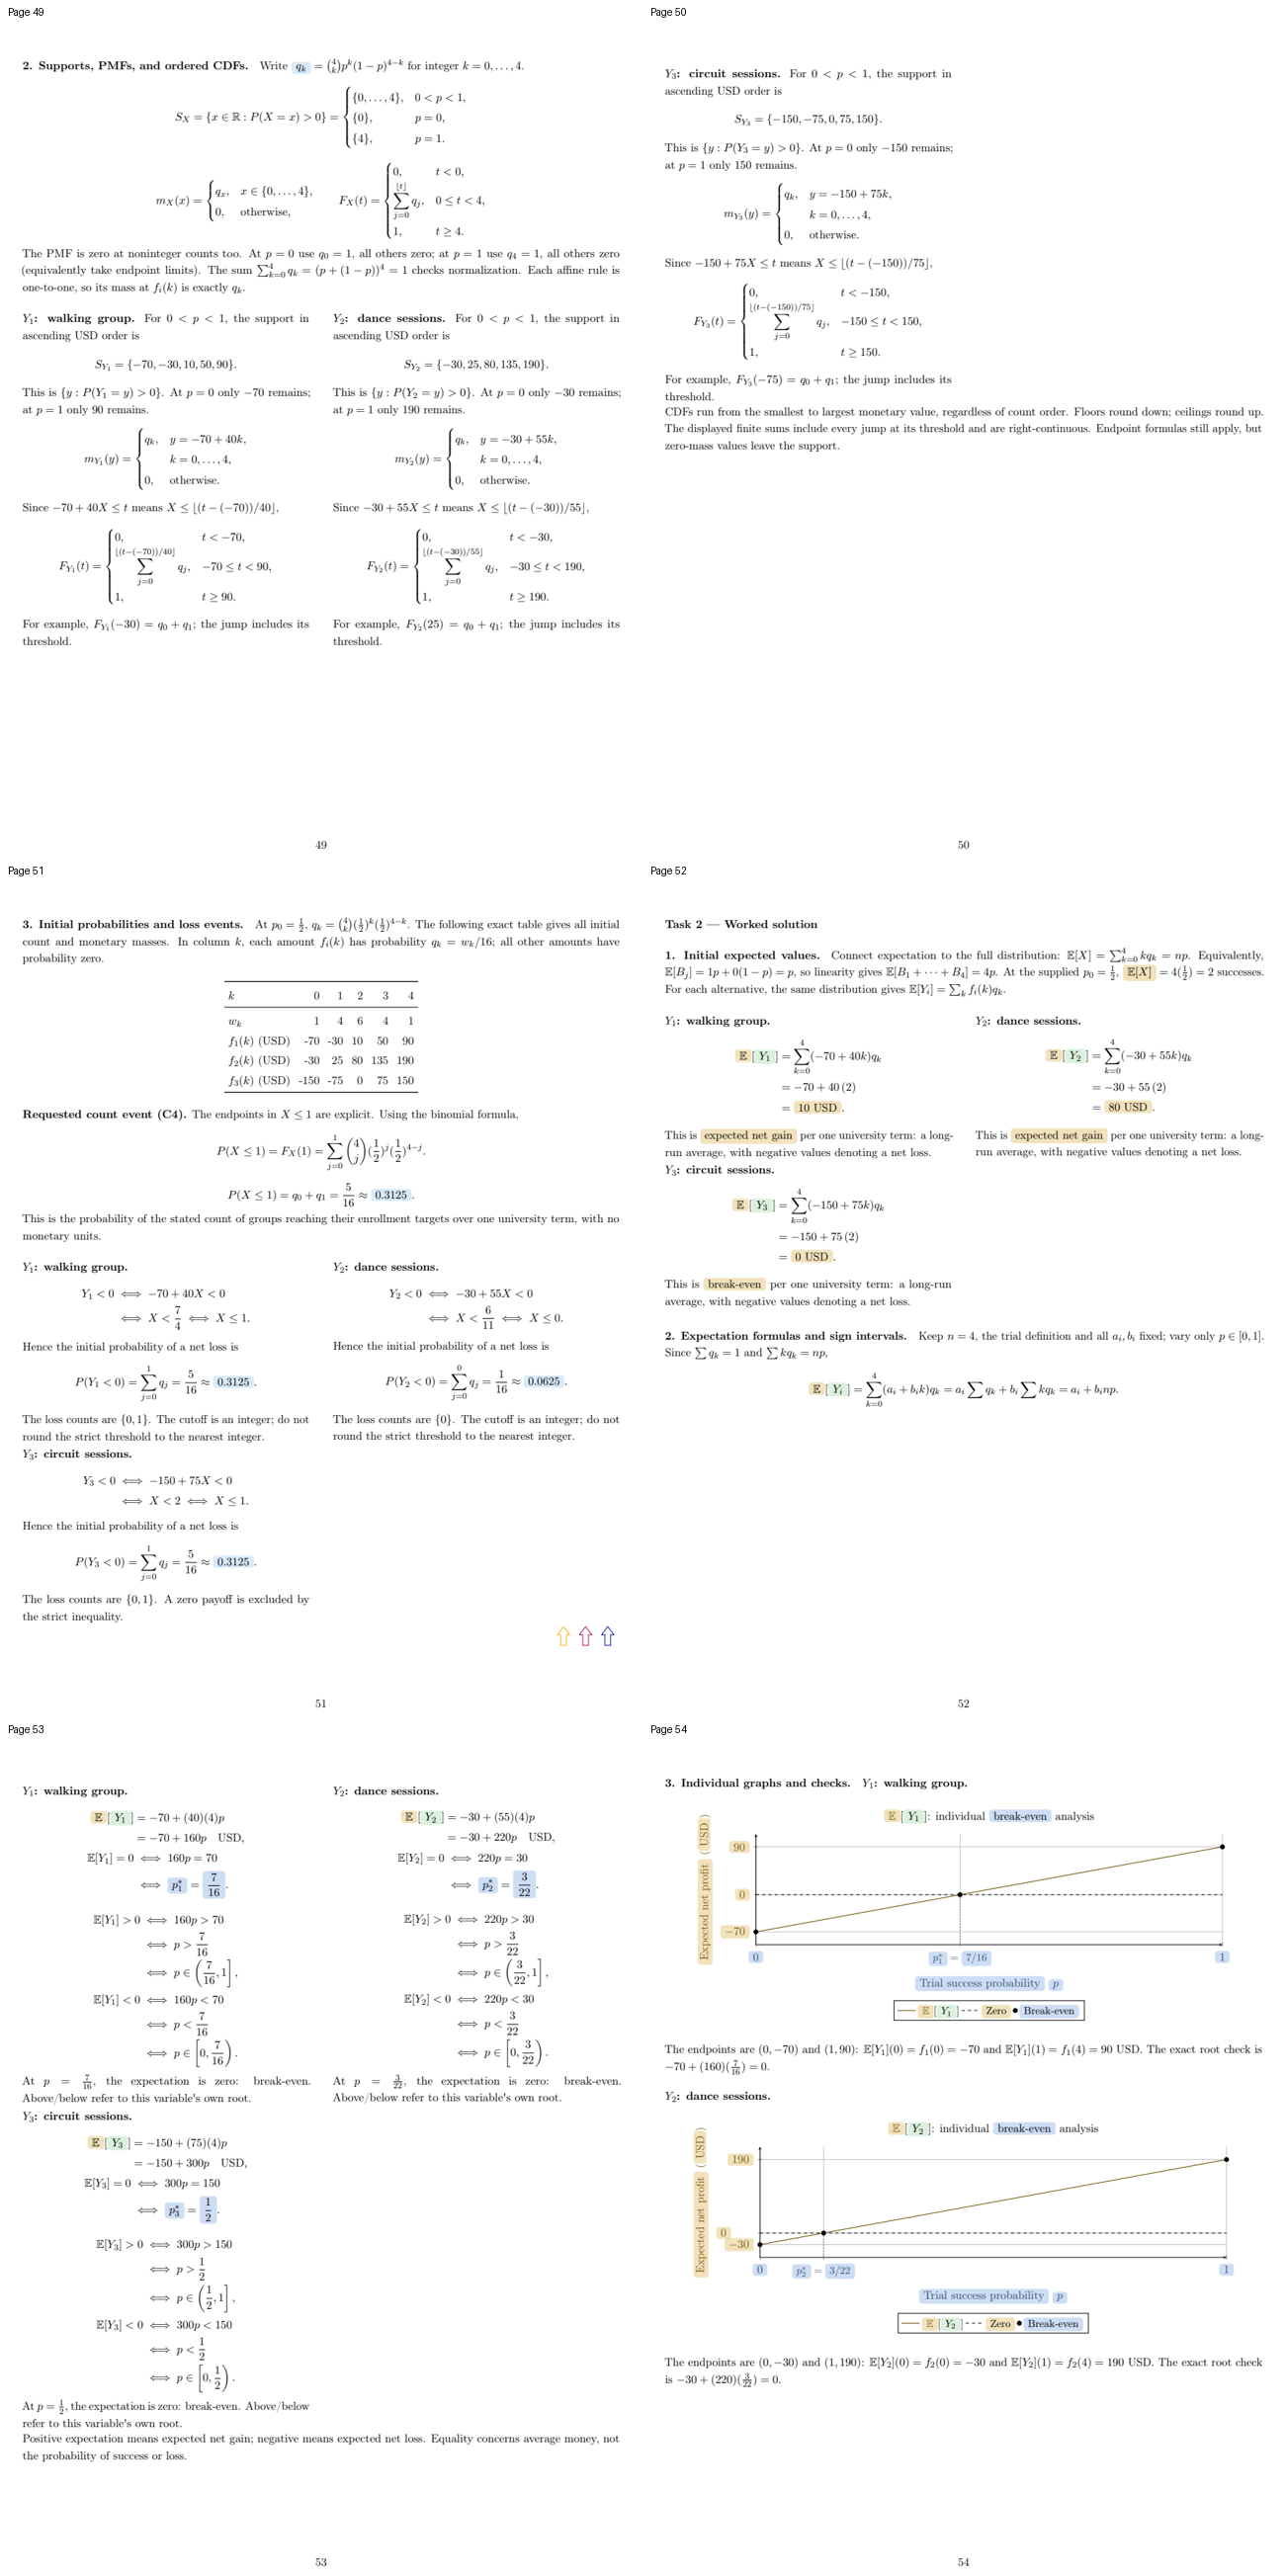 Page 49
2. Supports, PMFs, and ordered CDFs. Write q_k = \binom{4}{k} p^k (1 − p)^{4−k} for integer k = 0, . . . , 4.
S_X = {x ∈ ℝ : P(X = x) > 0} = { {0, . . . , 4}, 0 < p < 1,
{0}, p = 0,
{4}, p = 1.
m_X(x) = { q_x, x ∈ {0, . . . , 4},
0, otherwise,
F_X(t) = { 0, t < 0,
∑_{j=0}^{⌊t⌋} q_j, 0 ≤ t < 4,
1, t ≥ 4.
The PMF is zero at noninteger counts too. At p = 0 use q_0 = 1, all others zero; at p = 1 use q_4 = 1, all others zero
(equivalently take endpoint limits). The sum ∑_{k=0}^4 q_k = (p + (1 − p))^4 = 1 checks normalization. Each affine rule is
one-to-one, so its mass at f_i(k) is exactly q_k.
Y_1: walking group. For 0 < p < 1, the support in
ascending USD order is
S_{Y_1} = {−70, −30, 10, 50, 90}.
This is {y : P(Y_1 = y) > 0}. At p = 0 only −70 remains;
at p = 1 only 90 remains.
m_{Y_1}(y) = { q_k, y = −70 + 40k,
k = 0, . . . , 4,
0, otherwise.
Since −70 + 40X ≤ t means X ≤ ⌊(t − (−70))/40⌋,
F_{Y_1}(t) = { 0, t < −70,
∑_{j=0}^{⌊(t−(−70))/40⌋} q_j, −70 ≤ t < 90,
1, t ≥ 90.
For example, F_{Y_1}(−30) = q_0 + q_1; the jump includes its
threshold.
Y_2: dance sessions. For 0 < p < 1, the support in
ascending USD order is
S_{Y_2} = {−30, 25, 80, 135, 190}.
This is {y : P(Y_2 = y) > 0}. At p = 0 only −30 remains;
at p = 1 only 190 remains.
m_{Y_2}(y) = { q_k, y = −30 + 55k,
k = 0, . . . , 4,
0, otherwise.
Since −30 + 55X ≤ t means X ≤ ⌊(t − (−30))/55⌋,
F_{Y_2}(t) = { 0, t < −30,
∑_{j=0}^{⌊(t−(−30))/55⌋} q_j, −30 ≤ t < 190,
1, t ≥ 190.
For example, F_{Y_2}(25) = q_0 + q_1; the jump includes its
threshold.
49
Page 50
Y_3: circuit sessions. For 0 < p < 1, the support in
ascending USD order is
S_{Y_3} = {−150, −75, 0, 75, 150}.
This is {y : P(Y_3 = y) > 0}. At p = 0 only −150 remains;
at p = 1 only 150 remains.
m_{Y_3}(y) = { q_k, y = −150 + 75k,
k = 0, . . . , 4,
0, otherwise.
Since −150 + 75X ≤ t means X ≤ ⌊(t − (−150))/75⌋,
F_{Y_3}(t) = { 0, t < −150,
∑_{j=0}^{⌊(t−(−150))/75⌋} q_j, −150 ≤ t < 150,
1, t ≥ 150.
For example, F_{Y_3}(−75) = q_0 + q_1; the jump includes its
threshold.
CDFs run from the smallest to largest monetary value, regardless of count order. Floors round down; ceilings round up.
The displayed finite sums include every jump at its threshold and are right-continuous. Endpoint formulas still apply, but
zero-mass values leave the support.
50
Page 51
3. Initial probabilities and loss events. At p_0 = 1/2, q_k = \binom{4}{k} (1/2)^k (1/2)^{4−k}. The following exact table gives all initial
count and monetary masses. In column k, each amount f_i(k) has probability q_k = w_k/16; all other amounts have
probability zero.
k 0 1 2 3 4
w_k 1 4 6 4 1
f_1(k) (USD) -70 -30 10 50 90
f_2(k) (USD) -30 25 80 135 190
f_3(k) (USD) -150 -75 0 75 150
Requested count event (C4). The endpoints in X ≤ 1 are explicit. Using the binomial formula,
P(X ≤ 1) = F_X(1) = ∑_{j=0}^1 \binom{4}{j} (1/2)^j (1/2)^{4−j}.
P(X ≤ 1) = q_0 + q_1 = 5/16 ≈ 0.3125.
This is the probability of the stated count of groups reaching their enrollment targets over one university term, with no
monetary units.
Y_1: walking group.
Y_1 < 0 ⟺ −70 + 40X < 0
⟺ X < 7/4 ⟺ X ≤ 1.
Hence the initial probability of a net loss is
P(Y_1 < 0) = ∑_{j=0}^1 q_j = 5/16 ≈ 0.3125.
The loss counts are {0, 1}. The cutoff is an integer; do not
round the strict threshold to the nearest integer.
Y_2: dance sessions.
Y_2 < 0 ⟺ −30 + 55X < 0
⟺ X < 6/11 ⟺ X ≤ 0.
Hence the initial probability of a net loss is
P(Y_2 < 0) = ∑_{j=0}^0 q_j = 1/16 ≈ 0.0625.
The loss counts are {0}. The cutoff is an integer; do not
round the strict threshold to the nearest integer.
Y_3: circuit sessions.
Y_3 < 0 ⟺ −150 + 75X < 0
⟺ X < 2 ⟺ X ≤ 1.
Hence the initial probability of a net loss is
P(Y_3 < 0) = ∑_{j=0}^1 q_j = 5/16 ≈ 0.3125.
The loss counts are {0, 1}. A zero payoff is excluded by
the strict inequality.
51
Page 52
Task 2 — Worked solution
1. Initial expected values. Connect expectation to the full distribution: 𝔼[X] = ∑_{k=0}^4 kq_k = np. Equivalently,
𝔼[B_j] = 1p + 0(1 − p) = p, so linearity gives 𝔼[B_1 + · · · + B_4] = 4p. At the supplied p_0 = 1/2, 𝔼[X] = 4(1/2) = 2 successes.
For each alternative, the same distribution gives 𝔼[Y_i] = ∑_k f_i(k)q_k.
Y_1: walking group.
𝔼[Y_1] = ∑_{k=0}^4 (−70 + 40k)q_k
= −70 + 40 (2)
= 10 USD.
This is expected net gain per one university term: a long-
run average, with negative values denoting a net loss.
Y_2: dance sessions.
𝔼[Y_2] = ∑_{k=0}^4 (−30 + 55k)q_k
= −30 + 55 (2)
= 80 USD.
This is expected net gain per one university term: a long-
run average, with negative values denoting a net loss.
Y_3: circuit sessions.
𝔼[Y_3] = ∑_{k=0}^4 (−150 + 75k)q_k
= −150 + 75 (2)
= 0 USD.
This is break-even per one university term: a long-run
average, with negative values denoting a net loss.
2. Expectation formulas and sign intervals. Keep n = 4, the trial definition and all a_i, b_i fixed; vary only p ∈ [0, 1].
Since ∑ q_k = 1 and ∑ kq_k = np,
𝔼[Y_i] = ∑_{k=0}^4 (a_i + b_i k)q_k = a_i ∑ q_k + b_i ∑ kq_k = a_i + b_i np.
52
Page 53
Y_1: walking group.
𝔼[Y_1] = −70 + (40)(4)p
= −70 + 160p USD,
𝔼[Y_1] = 0 ⟺ 160p = 70
⟺ p_1^* = 7/16.
𝔼[Y_1] > 0 ⟺ 160p > 70
⟺ p > 7/16
⟺ p ∈ (7/16, 1],
𝔼[Y_1] < 0 ⟺ 160p < 70
⟺ p < 7/16
⟺ p ∈ [0, 7/16).
At p = 7/16, the expectation is zero: break-even.
Above/below refer to this variable's own root.
Y_2: dance sessions.
𝔼[Y_2] = −30 + (55)(4)p
= −30 + 220p USD,
𝔼[Y_2] = 0 ⟺ 220p = 30
⟺ p_2^* = 3/22.
𝔼[Y_2] > 0 ⟺ 220p > 30
⟺ p > 3/22
⟺ p ∈ (3/22, 1],
𝔼[Y_2] < 0 ⟺ 220p < 30
⟺ p < 3/22
⟺ p ∈ [0, 3/22).
At p = 3/22, the expectation is zero: break-even.
Above/below refer to this variable's own root.
Y_3: circuit sessions.
𝔼[Y_3] = −150 + (75)(4)p
= −150 + 300p USD,
𝔼[Y_3] = 0 ⟺ 300p = 150
⟺ p_3^* = 1/2.
𝔼[Y_3] > 0 ⟺ 300p > 150
⟺ p > 1/2
⟺ p ∈ (1/2, 1],
𝔼[Y_3] < 0 ⟺ 300p < 150
⟺ p < 1/2
⟺ p ∈ [0, 1/2).
At p = 1/2, the expectation is zero: break-even. Above/below
refer to this variable's own root.
Positive expectation means expected net gain; negative means expected net loss. Equality concerns average money, not
the probability of success or loss.
53
Page 54
3. Individual graphs and checks. Y_1: walking group.
𝔼[Y_1]: individual break-even analysis
Expected net profit (USD)
90
0
−70
0
p_1^* = 7/16
1
Trial success probability p
𝔼[Y_1] Zero Break-even
The endpoints are (0, −70) and (1, 90): 𝔼[Y_1](0) = f_1(0) = −70 and 𝔼[Y_1](1) = f_1(4) = 90 USD. The exact root check is
−70 + (160)(7/16) = 0.
Y_2: dance sessions.
𝔼[Y_2]: individual break-even analysis
Expected net profit (USD)
190
0
−30
0
p_2^* = 3/22
1
Trial success probability p
𝔼[Y_2] Zero Break-even
The endpoints are (0, −30) and (1, 190): 𝔼[Y_2](0) = f_2(0) = −30 and 𝔼[Y_2](1) = f_2(4) = 190 USD. The exact root check
is −30 + (220)(3/22) = 0.
54